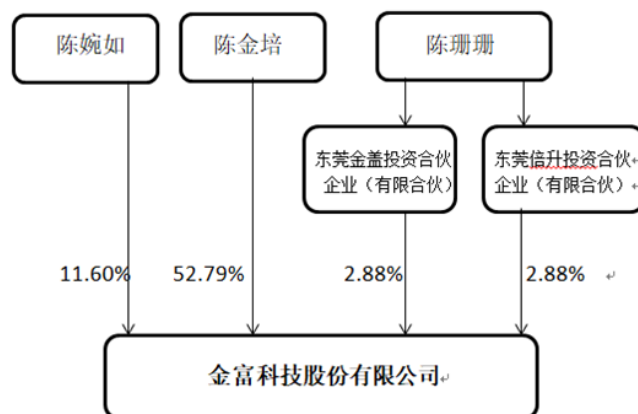 陈婉如
陈金培
陈珊珊
东莞金盖投资合伙
企业（有限合伙）
东莞倍升投资合伙
企业（有限合伙）
11.60%
52.79%
2.88%
2.88%
金富科技股份有限公司